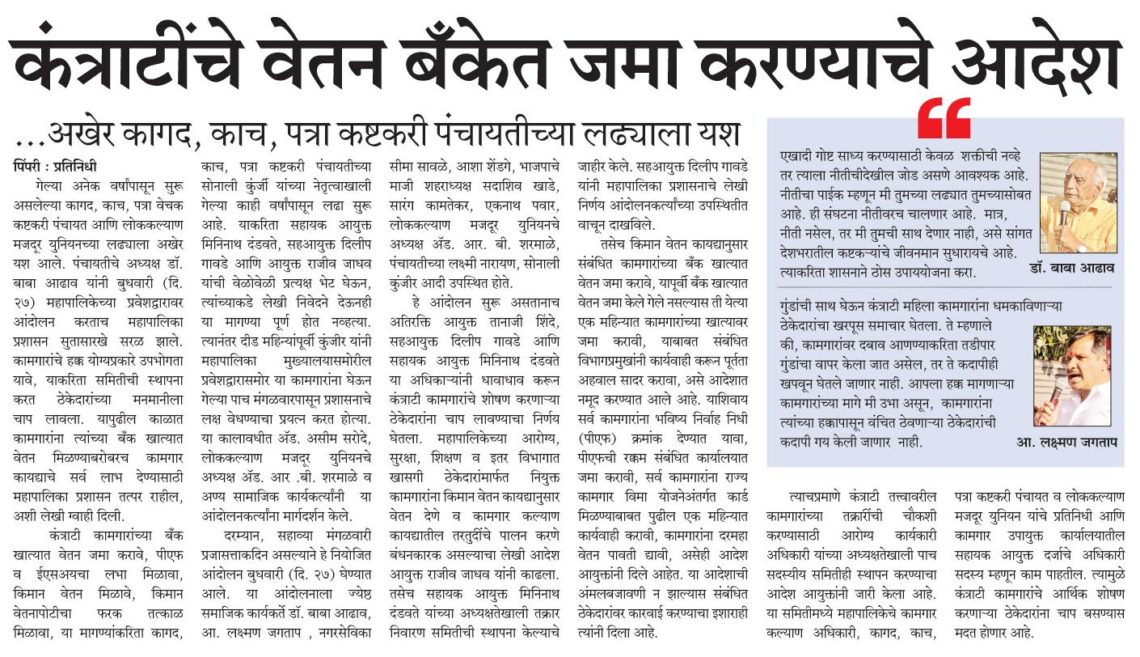 कंत्राटींचे वेतन बँकेत जमा करण्याचे आदेश
...अखेर कागद, काच, पत्रा कष्टकरी पंचायतीच्या लढ्याला यश
पिंपरी : प्रतिनिधी
गेल्या अनेक वर्षांपासून सुरू
असलेल्या कागद, काच, पत्रा वेचक
कष्टकरी पंचायत आणि लोककल्याण
मजदूर युनियनच्या लढ्याला अखेर
यश आले. पंचायतीचे अध्यक्ष डॉ.
बाबा आढाव यांनी बुधवारी (दि.
२७) महापालिकेच्या प्रवेशद्वारावर
आंदोलन करताच महापालिका
प्रशासन सुतासारखे सरळ झाले.
कामगारांचे हक्क योग्यप्रकारे उपभोगता
यावे, याकरिता समितीची स्थापना
करत ठेकेदारांच्या मनमानीला
चाप लावला. यापुढील काळात
कामगारांना त्यांच्या बँक खात्यात
वेतन मिळण्याबरोबरच कामगार
कायद्याचे सर्व लाभ देण्यासाठी
महापालिका प्रशासन तत्पर राहील,
अशी लेखी ग्वाही दिली.
कंत्राटी कामगारांच्या बँक
खात्यात वेतन जमा करावे, पीएफ
व ईएसअयचा लभा मिळावा,
किमान वेतन मिळावे, किमान
वेतनापोटीचा फरक तत्काळ
मिळावा, या मागण्यांकरिता कागद,
काच, पत्रा कष्टकरी पंचायतीच्या
सोनाली कुंर्जी यांच्या नेतृत्वाखाली
गेल्या काही वर्षांपासून लढा सुरू
आहे. याकरिता सहायक आयुक्त
मिनिनाथ दंडवते, सहआयुक्त दिलीप
गावडे आणि आयुक्त राजीव जाधव
यांची वेळोवेळी प्रत्यक्ष भेट घेऊन,
त्यांच्याकडे लेखी निवेदने देऊनही
या मागण्या पूर्ण होत नव्हत्या.
त्यानंतर दीड महिन्यांपूर्वी कुंजीर यांनी
महापालिका मुख्यालयासमोरील
प्रवेशद्वारासमोर या कामगारांना घेऊन
गेल्या पाच मंगळवारपासून प्रशासनाचे
लक्ष वेधण्याचा प्रयत्न करत होत्या.
या कालावधीत अ‍ॅड. असीम सरोदे,
लोककल्याण मजदूर युनियनचे
अध्यक्ष अ‍ॅड. आर .बी. शरमाळे व
अण्य सामाजिक कार्यकर्त्यांनी या
आंदोलनकर्त्यांना मार्गदर्शन केले.
दरम्यान, सहाव्या मंगळवारी
प्रजासत्ताकदिन असल्याने हे नियोजित
आंदोलन बुधवारी (दि. २७) घेण्यात
आले. या आंदोलनाला ज्येष्ठ
समाजिक कार्यकर्ते डॉ. बाबा आढाव,
आ. लक्ष्मण जगताप , नगरसेविका
सीमा सावळे, आशा शेंडगे, भाजपाचे
माजी शहराध्यक्ष सदाशिव खाडे,
सारंग कामतेकर, एकनाथ पवार,
लोककल्याण मजदूर युनियनचे
अध्यक्ष अ‍ॅड. आर. बी. शरमाळे,
पंचायतीच्या लक्ष्मी नारायण, सोनाली
कुंजीर आदी उपस्थित होते.
हे आंदोलन सुरू असतानाच
अतिरक्ति आयुक्त तानाजी शिंदे,
सहआयुक्त दिलीप गावडे आणि
सहायक आयुक्त मिनिनाथ दंडवते
या अधिकाऱ्यांनी धावाधाव करून
कंत्राटी कामगारांचे शोषण करणाऱ्या
ठेकेदारांना चाप लावण्याचा निर्णय
घेतला. महापालिकेच्या आरोग्य,
सुरक्षा, शिक्षण व इतर विभागात
खासगी ठेकेदारांमार्फत नियुक्त
कामगारांना किमान वेतन कायद्यानुसार
वेतन देणे व कामगार कल्याण
कायद्यातील तरतुदींचे पालन करणे
बंधनकारक असल्याचा लेखी आदेश
आयुक्त राजीव जाधव यांनी काढला.
तसेच सहायक आयुक्त मिनिनाथ
दंडवते यांच्या अध्यक्षतेखाली तक्रार
निवारण समितीची स्थापना केल्याचे
जाहीर केले. सहआयुक्त दिलीप गावडे
यांनी महापालिका प्रशासनाचे लेखी
निर्णय आंदोलनकर्त्यांच्या उपस्थितीत
वाचून दाखविले.
तसेच किमान वेतन कायद्यानुसार
संबंधित कामगारांच्या बँक खात्यात
वेतन जमा करावे, यापूर्वी बँक खात्यात
वेतन जमा केले गेले नसल्यास ती येत्या
एक महिन्यात कामगारांच्या खात्यावर
जमा करावी, याबाबत संबंधित
विभागप्रमुखांनी कार्यवाही करून पूर्तता
अहवाल सादर करावा, असे आदेशात
नमूद करण्यात आले आहे. याशिवाय
सर्व कामगारांना भविष्य निर्वाह निधी
(पीएफ) क्रमांक देण्यात यावा,
पीएफची रक्कम संबंधित कार्यालयात
जमा करावी, सर्व कामगारांना राज्य
कामगार विमा योजनेअंतर्गत कार्ड
मिळण्याबाबत पुढील एक महिन्यात
कार्यवाही करावी, कामगारांना दरमहा
वेतन पावती द्यावी, असेही आदेश
आयुक्तांनी दिले आहेत. या आदेशाची
अंमलबजावणी न झाल्यास संबंधित
ठेकेदारांवर कारवाई करण्याचा इशाराही
त्यांनी दिला आहे.
एखादी गोष्ट साध्य करण्यासाठी केवळ शक्तीची नव्हे
तर त्याला नीतीचीदेखील जोड असणे आवश्यक आहे.
नीतीचा पाईक म्हणून मी तुमच्या लढ्यात तुमच्यासोबत
आहे. ही संघटना नीतीवरच चालणार आहे. मात्र,
नीती नसेल, तर मी तुमची साथ देणार नाही, असे सांगत
देशभरातील कष्टकऱ्यांचे जीवनमान सुधारायचे आहे.
त्याकरिता शासनाने ठोस उपाययोजना करा.
डॉ. बाबा आढाव
गुंडांची साथ घेऊन कंत्राटी महिला कामगारांना धमकाविणाऱ्या
ठेकेदारांचा खरपूस समाचार घेतला. ते म्हणाले
की, कामगारांवर दबाव आणण्याकरिता तडीपार
गुंडांचा वापर केला जात असेल, तर ते कदापीही
खपवून घेतले जाणार नाही. आपला हक्क मागणाऱ्या
कामगारांच्या मागे मी उभा असून, कामगारांना
त्यांच्या हक्कापासून वंचित ठेवणाऱ्या ठेकेदारांची
कदापी गय केली जाणार नाही.
आ. लक्ष्मण जगताप
त्याचप्रमाणे कंत्राटी तत्त्वावरील
कामगारांच्या तक्रारींची चौकशी
करण्यासाठी आरोग्य कार्यकारी
अधिकारी यांच्या अध्यक्षतेखाली पाच
सदस्यीय समितीही स्थापन करण्याचा
आदेश आयुक्तांनी जारी केला आहे.
या समितीमध्ये महापालिकेचे कामगार
कल्याण अधिकारी, कागद, काच,
पत्रा कष्टकरी पंचायत व लोककल्याण
मजदूर युनियन यांचे प्रतिनिधी आणि
कामगार उपायुक्त कार्यालयातील
सहायक आयुक्त दर्जाचे अधिकारी
सदस्य म्हणून काम पाहतील. त्यामुळे
कंत्राटी कामगारांचे आर्थिक शोषण
करणाऱ्या ठेकेदारांना चाप बसण्यास
मदत होणार आहे.